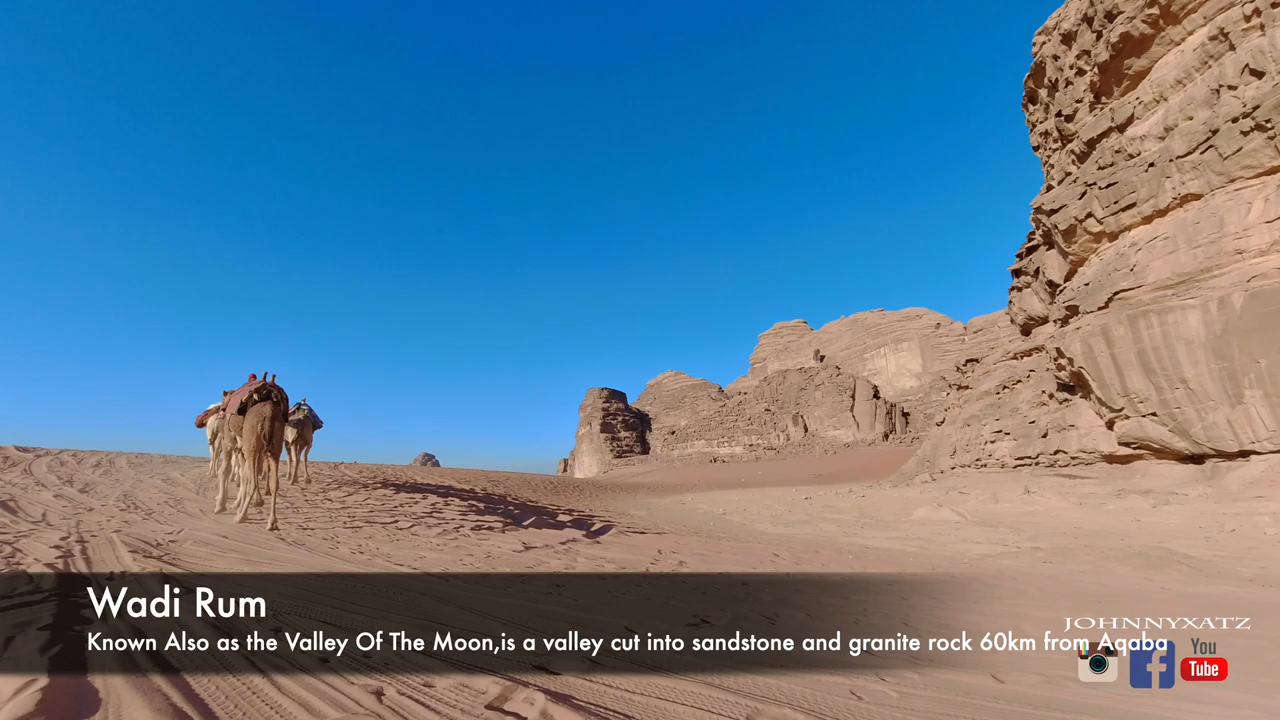 Wadi Rum
Known Also as the Valley Of The Moon,is a valley cut into sandstone and granite rock 60km from Aqaba
JOHNNYXATZ
You
Tube